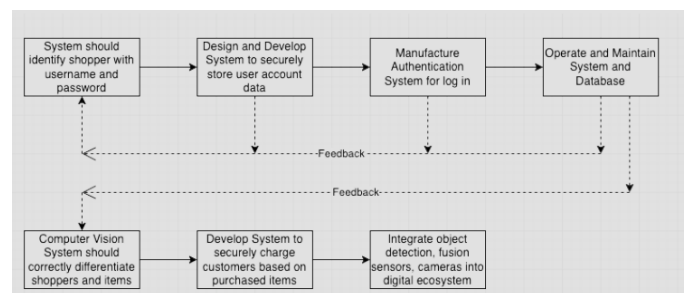 System should
identify shopper with
username and
password
Design and Develop
System to securely
store user account
data
Manufacture
Authentication
System for log in
Operate and Maintain
System and
Database
Feedback
Feedback
Computer Vision
System should
correctly differentiate
shoppers and items
Develop System to
securely charge
customers based on
purchased items
Integrate object
detection, fusion
sensors, cameras into
digital ecosystem